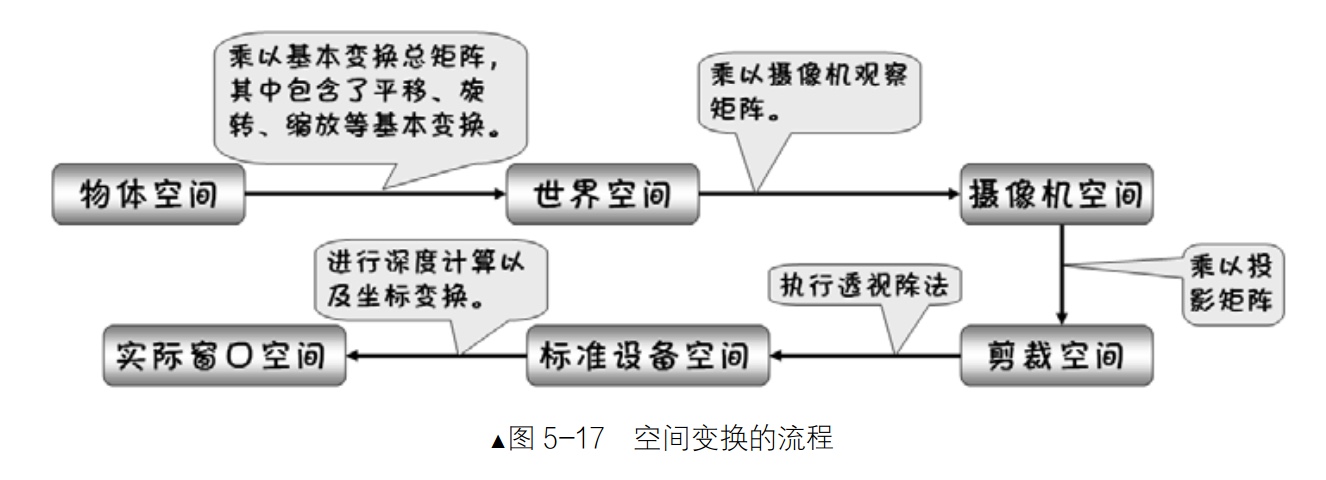 乘以基本变换总矩阵，
其中包含了平移、旋
转、缩放等基本变换。
乘以摄像机观察
矩阵。
物体空间
世界空间
摄像机空间
进行深度计算以
及坐标变换。
执行透视除法
乘以投
影矩阵
实际窗口空间
标准设备空间
剪裁空间
▲图 5-17 空间变换的流程